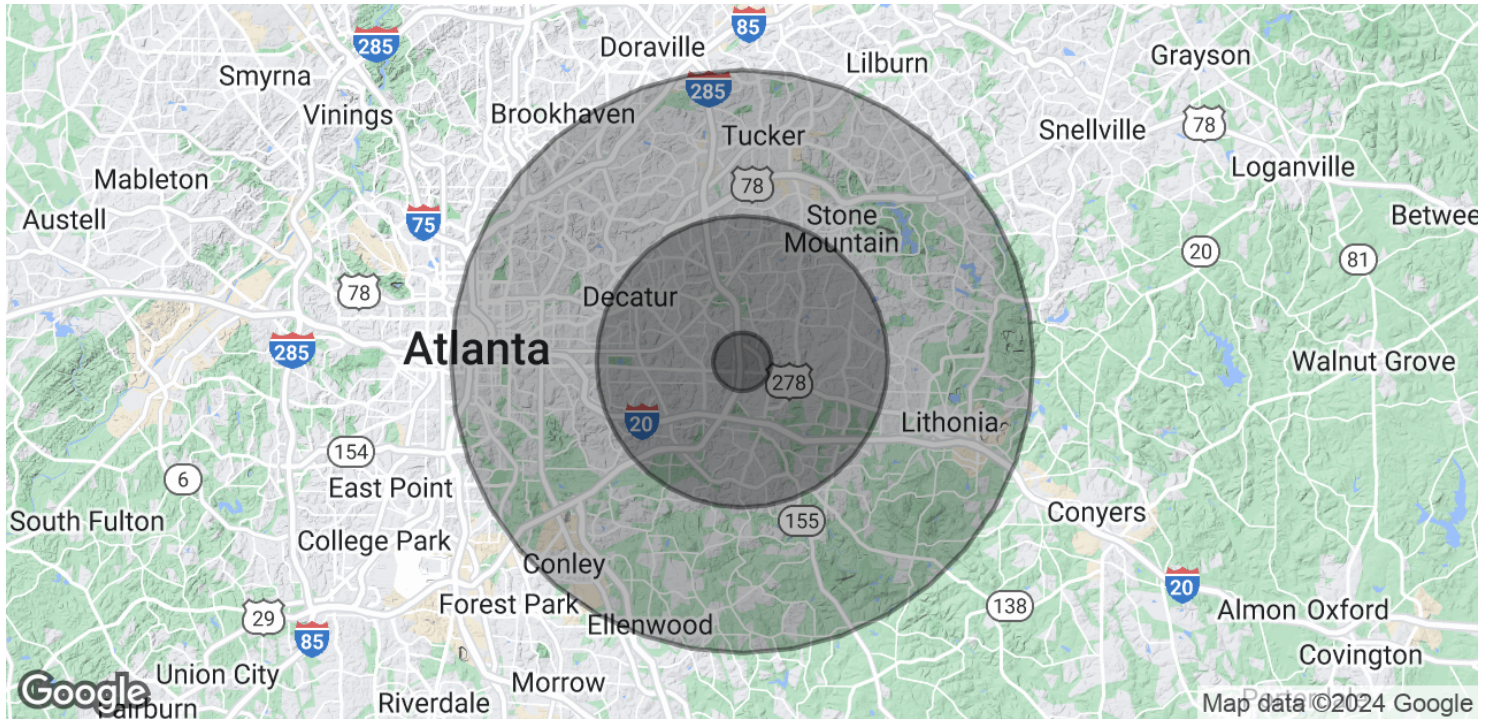 85
285
Doraville
Lilburn
Grayson
Smyrna
285
Vinings
Brookhaven
Tucker
Snellville
78
Loganville
Mableton
78
Austell
75
Stone
Mountain
Betwee
20
81
78
Decatur
Atlanta
285
278
Walnut Grove
20
Lithonia
154
6
East Point
South Fulton
155
Conyers
College Park
Conley
20
Forest Park
138
Almon
Oxford
29
Ellenwood
85
Covington
Union City
Morrow
Google
Riverdale
Fairburn
Porterdale
Map data ©2024 Google